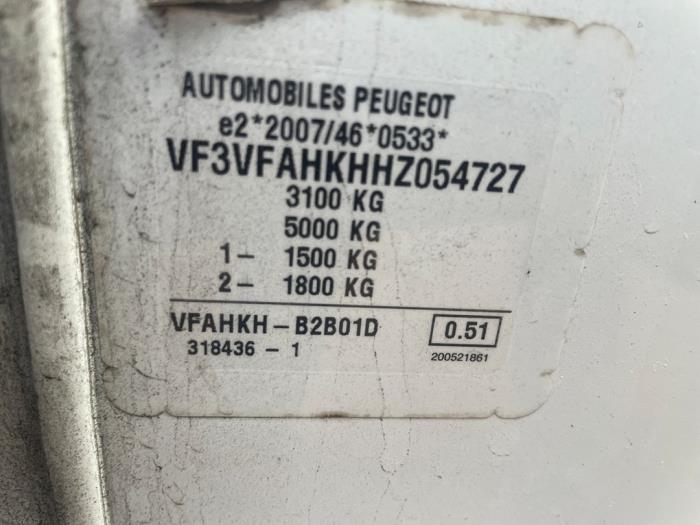 AUTOMOBILES PEUGEOT
e2*2007/46*0533*
VF3VFAHKHHZ054727
3100 KG
5000 KG
1- 1500 KG
2- 1800 KG
VFAHKH-B2B01D 0.51
318436-1 200521861